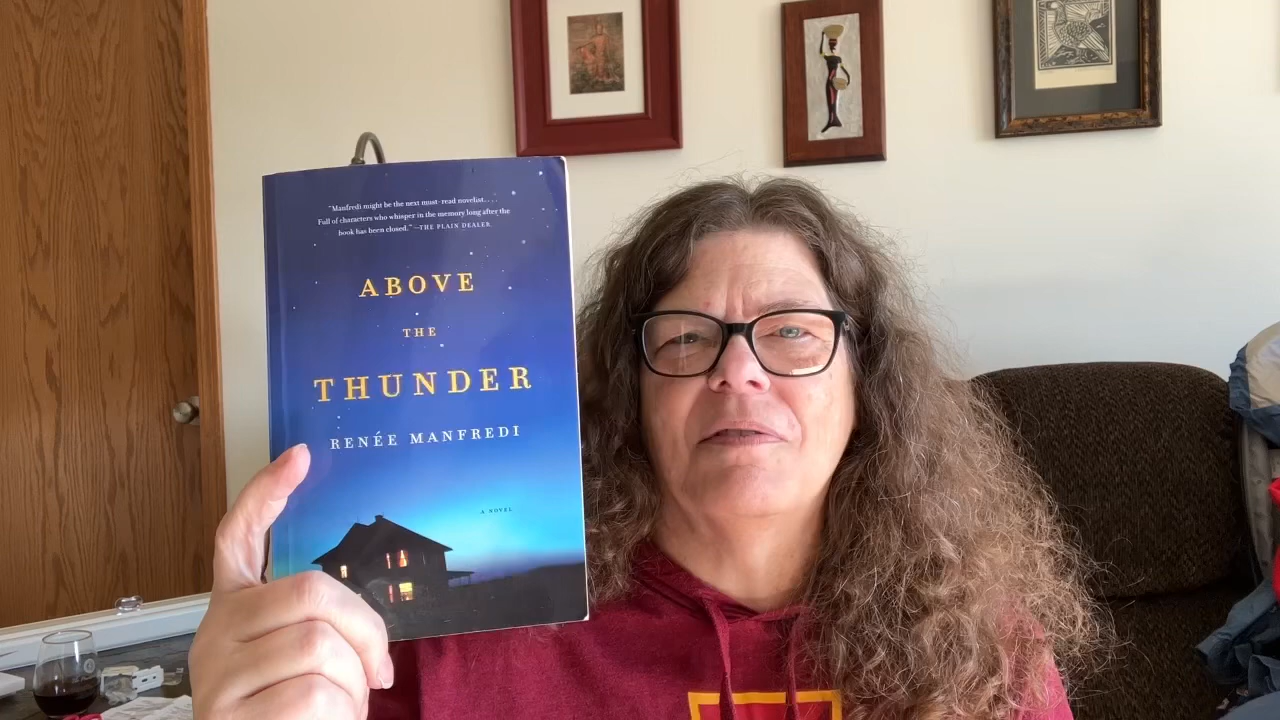 "Manfredi might be the next must-read novelist. . . .
Full of characters who whisper in the memory long after the
book has been closed." —THE PLAIN DEALER
ABOVE
THE
THUNDER
RENÉE MANFREDI
A NOVEL